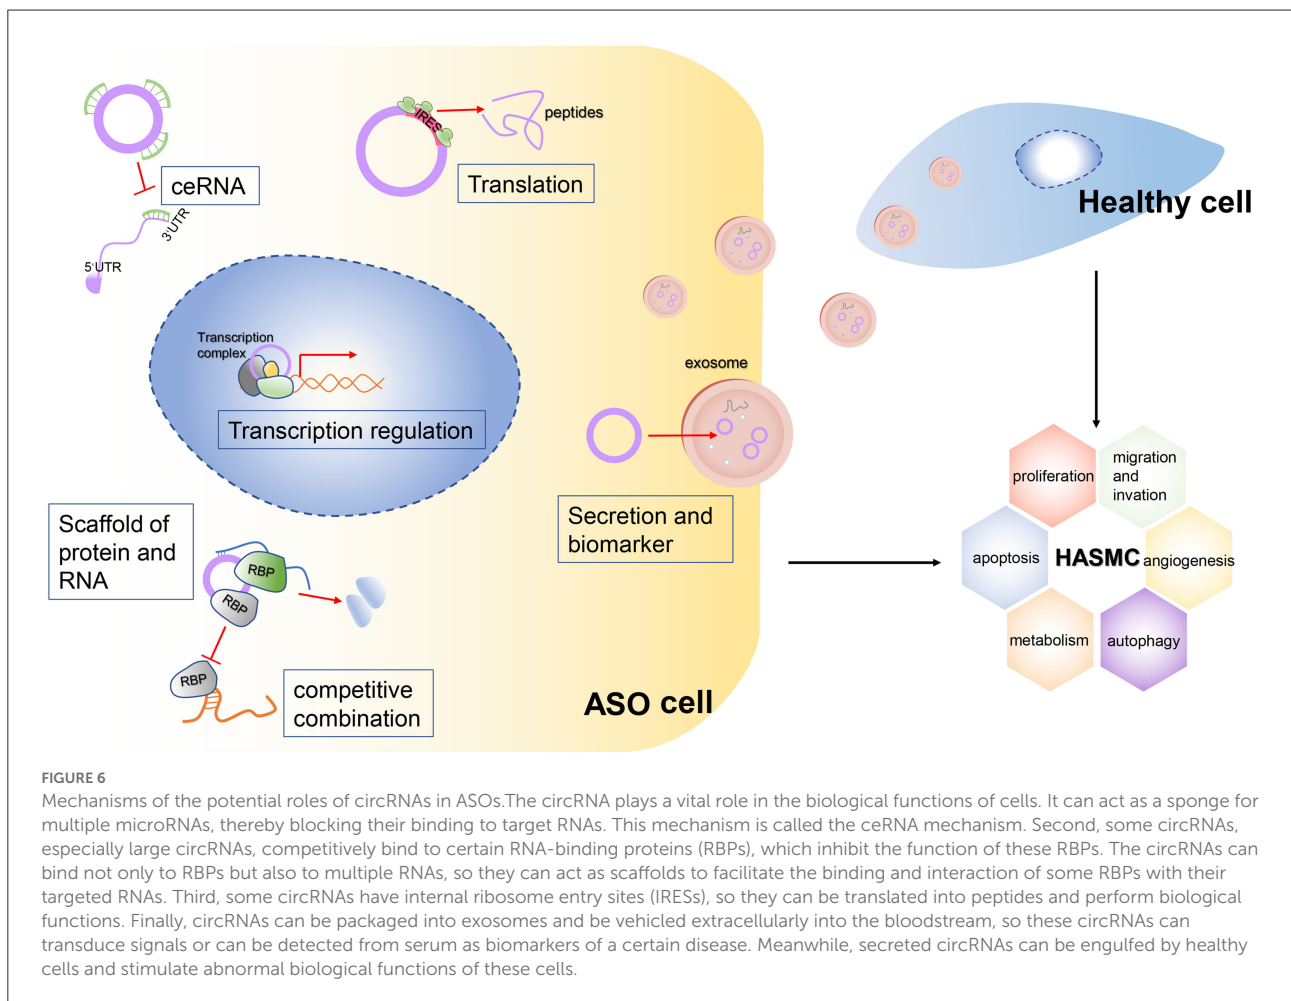 ceRNA
3'UTR
5'UTR
IRES
peptides
Translation
Healthy cell
Transcription
complex
Transcription regulation
exosome
Secretion and
biomarker
Scaffold of
protein and
RNA
RBP
RBP
RBP
competitive
combination
ASO cell
proliferation
migration
and
invation
apoptosis
HASMC
angiogenesis
metabolism
autophagy
FIGURE 6
Mechanisms of the potential roles of circRNAs in ASOs.The circRNA plays a vital role in the biological functions of cells. It can act as a sponge for
multiple microRNAs, thereby blocking their binding to target RNAs. This mechanism is called the ceRNA mechanism. Second, some circRNAs,
especially large circRNAs, competitively bind to certain RNA-binding proteins (RBPs), which inhibit the function of these RBPs. The circRNAs can
bind not only to RBPs but also to multiple RNAs, so they can act as scaffolds to facilitate the binding and interaction of some RBPs with their
targeted RNAs. Third, some circRNAs have internal ribosome entry sites (IRESs), so they can be translated into peptides and perform biological
functions. Finally, circRNAs can be packaged into exosomes and be vehicled extracellularly into the bloodstream, so these circRNAs can
transduce signals or can be detected from serum as biomarkers of a certain disease. Meanwhile, secreted circRNAs can be engulfed by healthy
cells and stimulate abnormal biological functions of these cells.